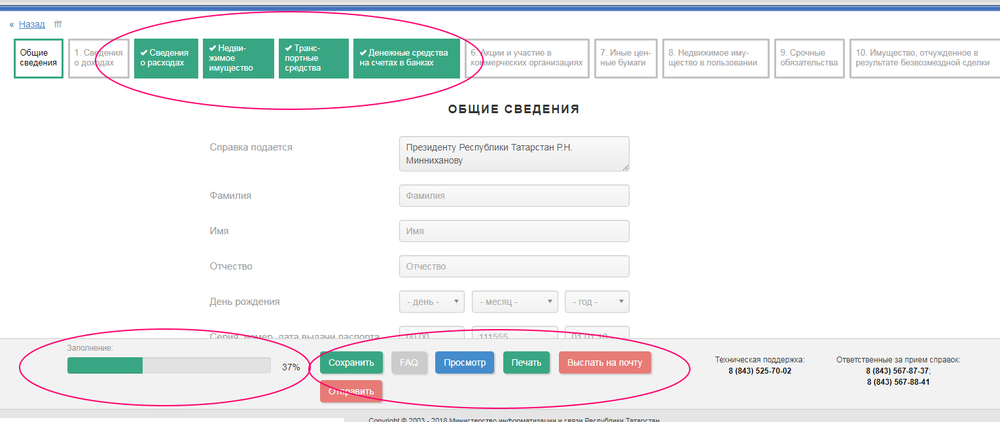 « Назад fff
Общие
сведения
1. Сведения
о доходах
Сведения
о расходах
Недви-
жимое
имущество
Транс-
портные
средства
Денежные средства
на счетах в банках
6. Акции и участие в
коммерческих организациях
7. Иные цен-
ные бумаги
8. Недвижимое иму-
щество в пользовании
9. Срочные
обязательства
10. Имущество, отчужденное в
результате безвозмездной сделки
ОБЩИЕ СВЕДЕНИЯ
Справка подается
Президенту Республики Татарстан Р.Н.
Минниханову
Фамилия Фамилия
Имя Имя
Отчество Отчество
День рождения - день - - месяц - - год -
Серия, номер, дата выдачи паспорта 00 00 111555 01.01.10
Заполнение:
37%
Сохранить FAQ Просмотр Печать Выслать на почту
Отправить
Техническая поддержка:
8 (843) 525-70-02
Ответственные за прием справок:
8 (843) 567-87-37;
8 (843) 567-88-41
Copyright © 2003 - 2018 Министерство информатизации и связи Республики Татарстан